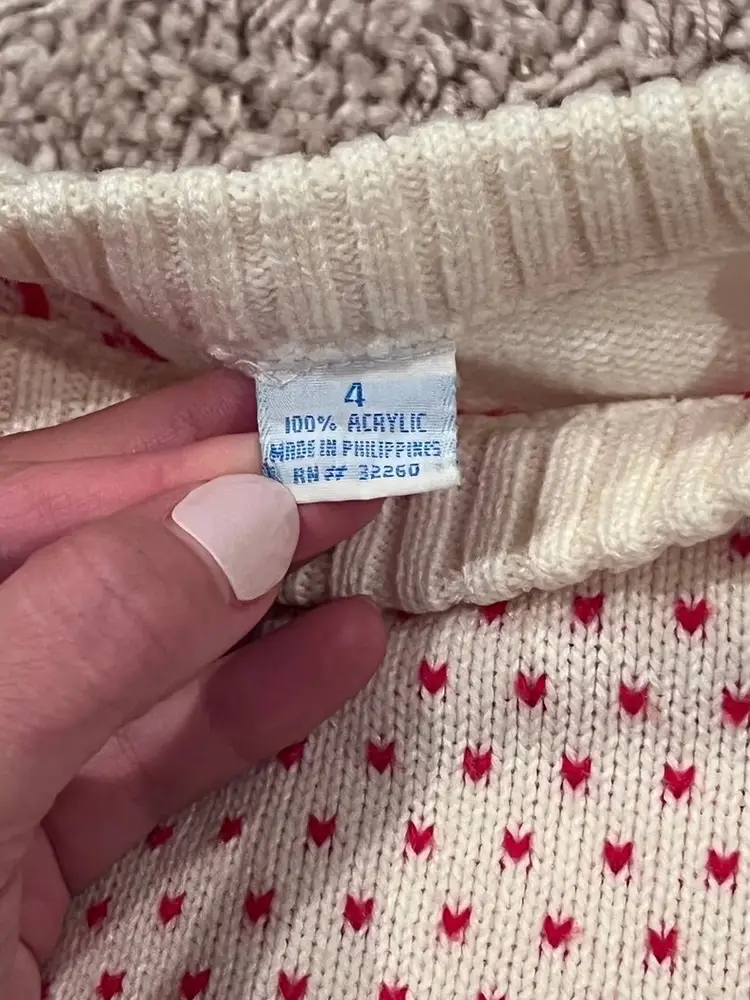 4
100% ACRYLIC
MADE IN PHILIPPINES
RN # 32260